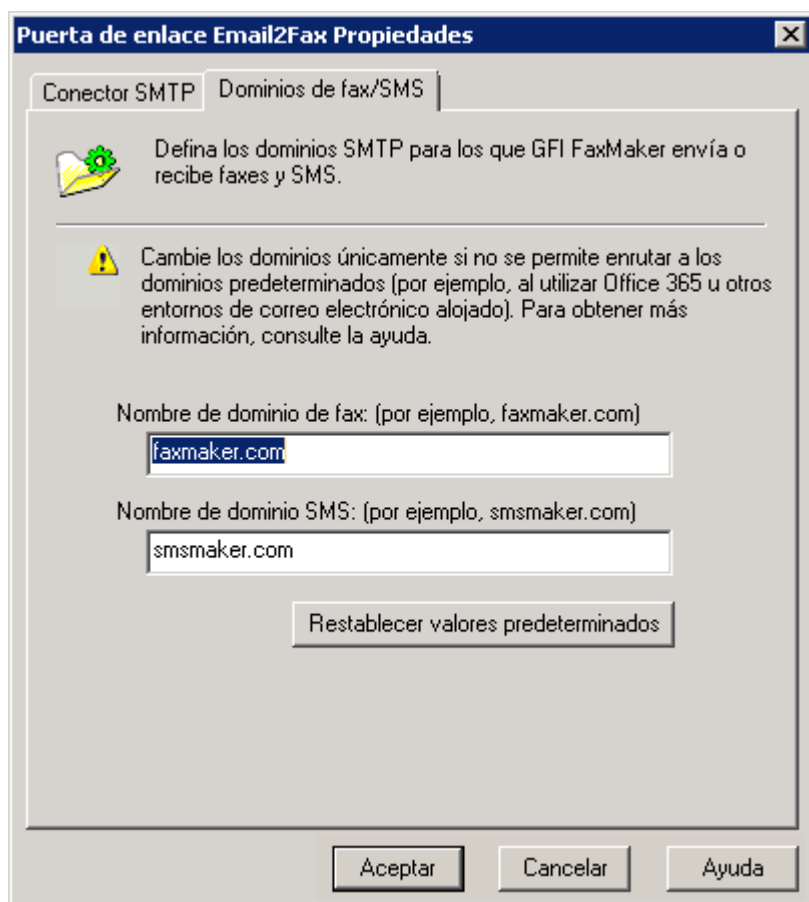 Puerta de enlace Email2Fax Propiedades
Conector SMTP
Dominios de fax/SMS
Defina los dominios SMTP para los que GFI FaxMaker envía o
recibe faxes y SMS.
Cambie los dominios únicamente si no se permite enrutar a los
dominios predeterminados (por ejemplo, al utilizar Office 365 u otros
entornos de correo electrónico alojado). Para obtener más
información, consulte la ayuda.
Nombre de dominio de fax: (por ejemplo, faxmaker.com)
faxmaker.com
Nombre de dominio SMS: (por ejemplo, smsmaker.com)
smsmaker.com
Restablecer valores predeterminados
Aceptar
Cancelar
Ayuda